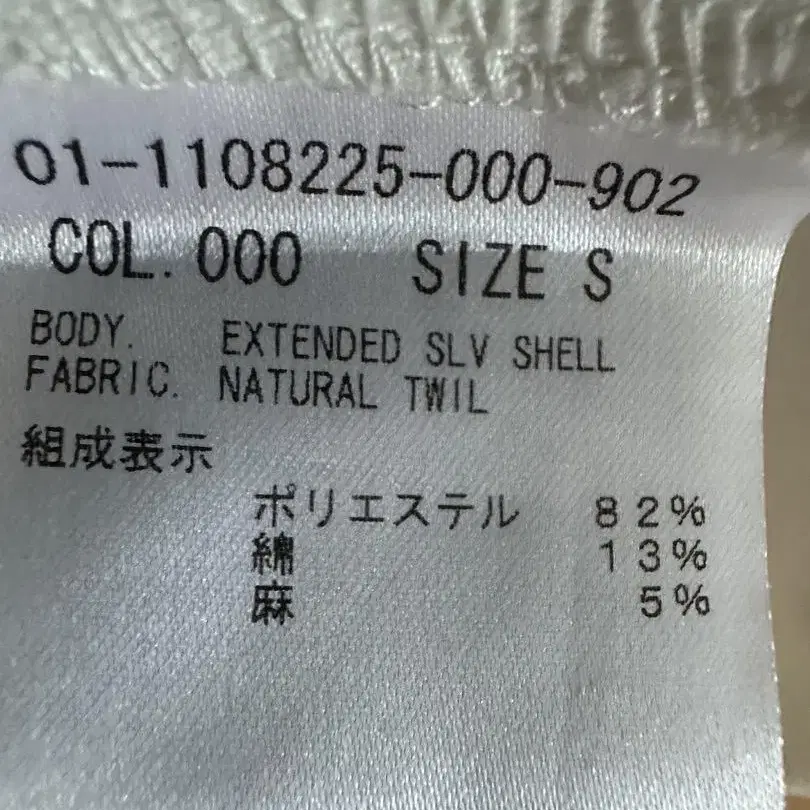 01-1108225-000-902
COL. 000 SIZE S
BODY. EXTENDED SLV SHELL
FABRIC. NATURAL TWIL
組成表示
ポリエステル 82%
綿 13%
麻 5%